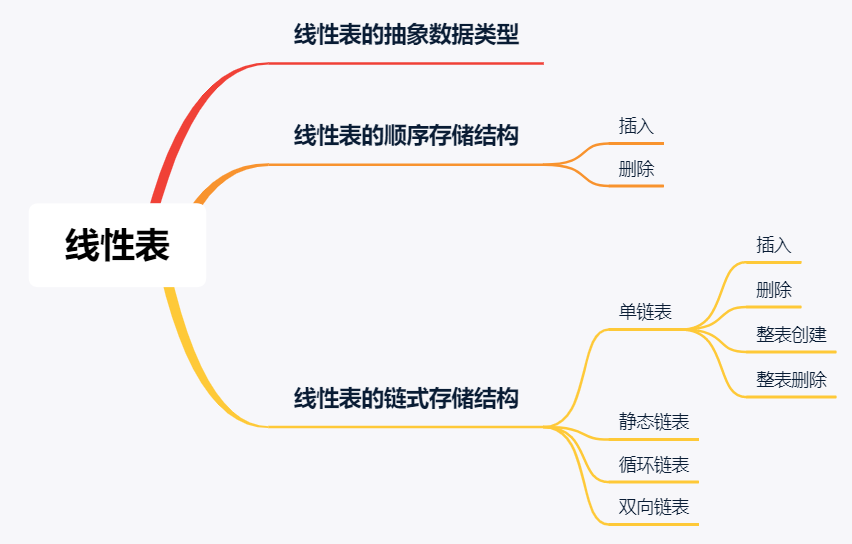 线性表
线性表的抽象数据类型
线性表的顺序存储结构
插入
删除
线性表的链式存储结构
单链表
插入
删除
整表创建
整表删除
静态链表
循环链表
双向链表